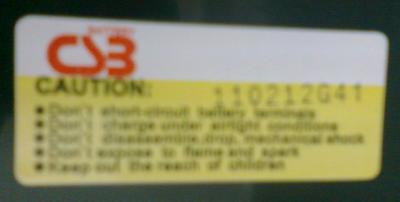 BATTERY
CSB
CAUTION: 110212G41
■Don't short-circuit battery terminals
■Don't charge under airtight conditions
■Don't disassemble,drop, mechanical shock
■Don't expose to flame and spark
■Keep out the reach of children